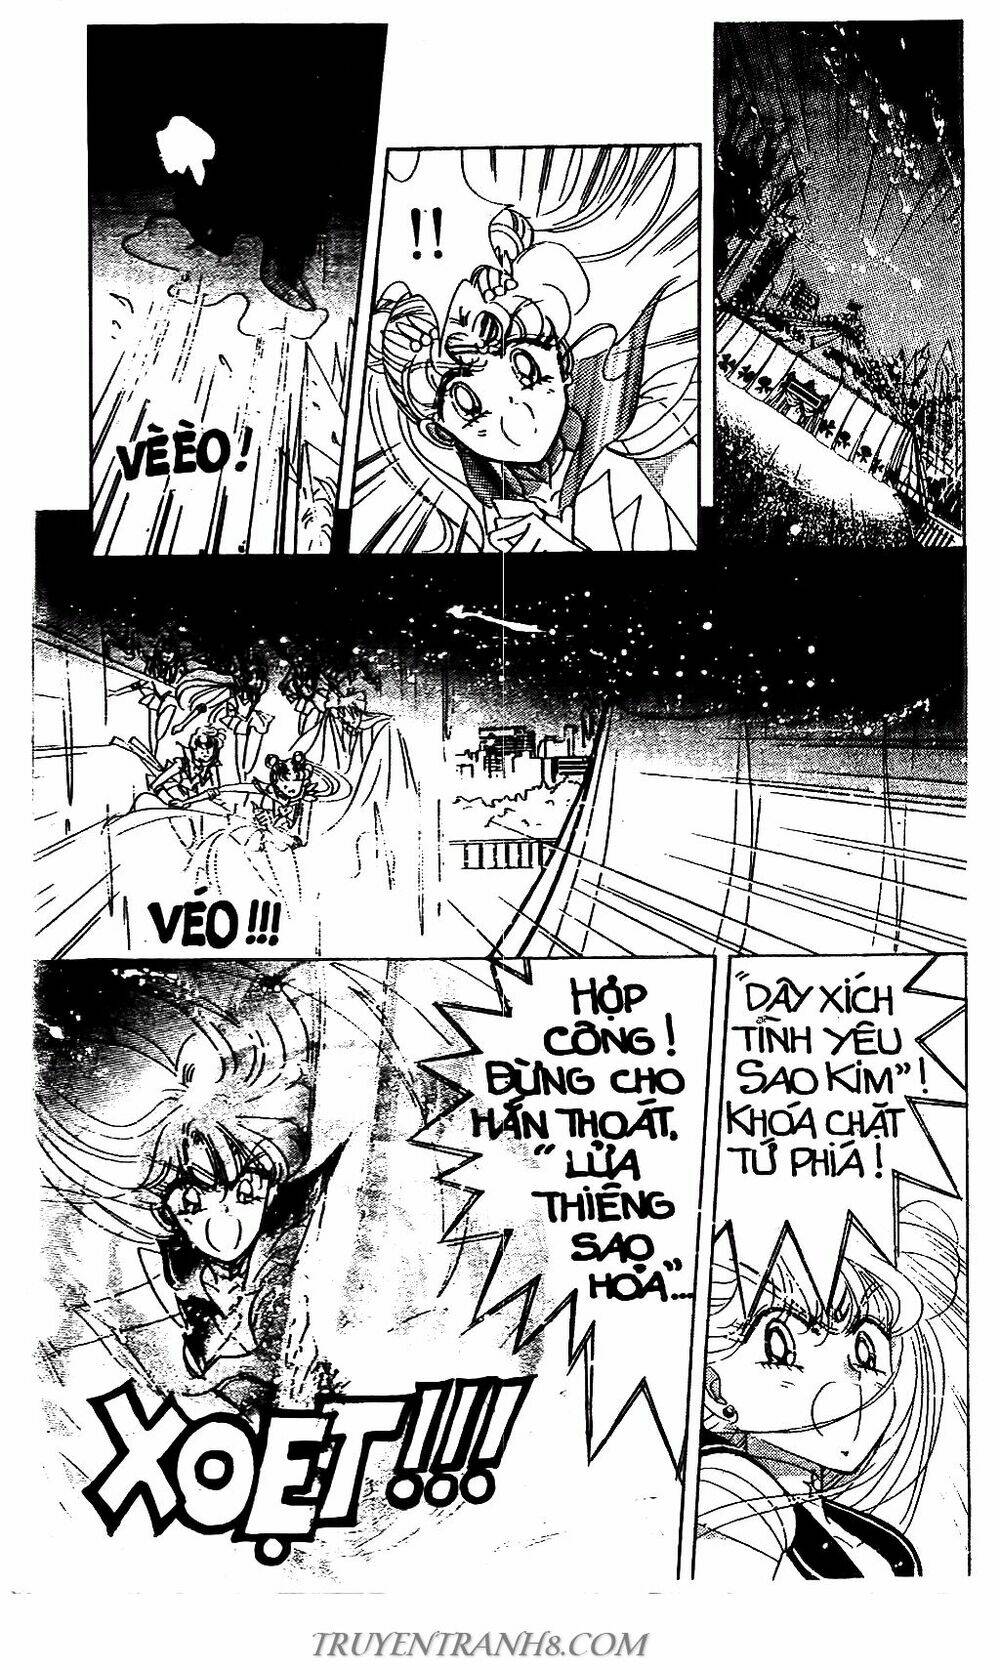 !!
VÈÈO!
VÉO!!!
"DÂY XÍCH
TÌNH YÊU
SAO KIM"!
KHÓA CHẶT
TỨ PHÍA!
HỢP
CÔNG!
ĐỪNG CHO
HẮN THOÁT,
"LỬA
THIÊNG
SAO
HỎA"...
XOẸT!!!
TRUYENTRANH8.COM